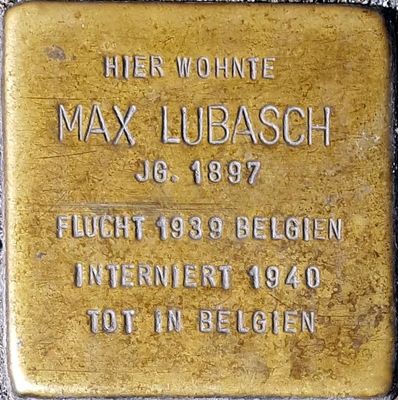 HIER WOHNTE
MAX LUBASCH
JG. 1897
FLUCHT 1939 BELGIEN
INTERNIERT 1940
TOT IN BELGIEN